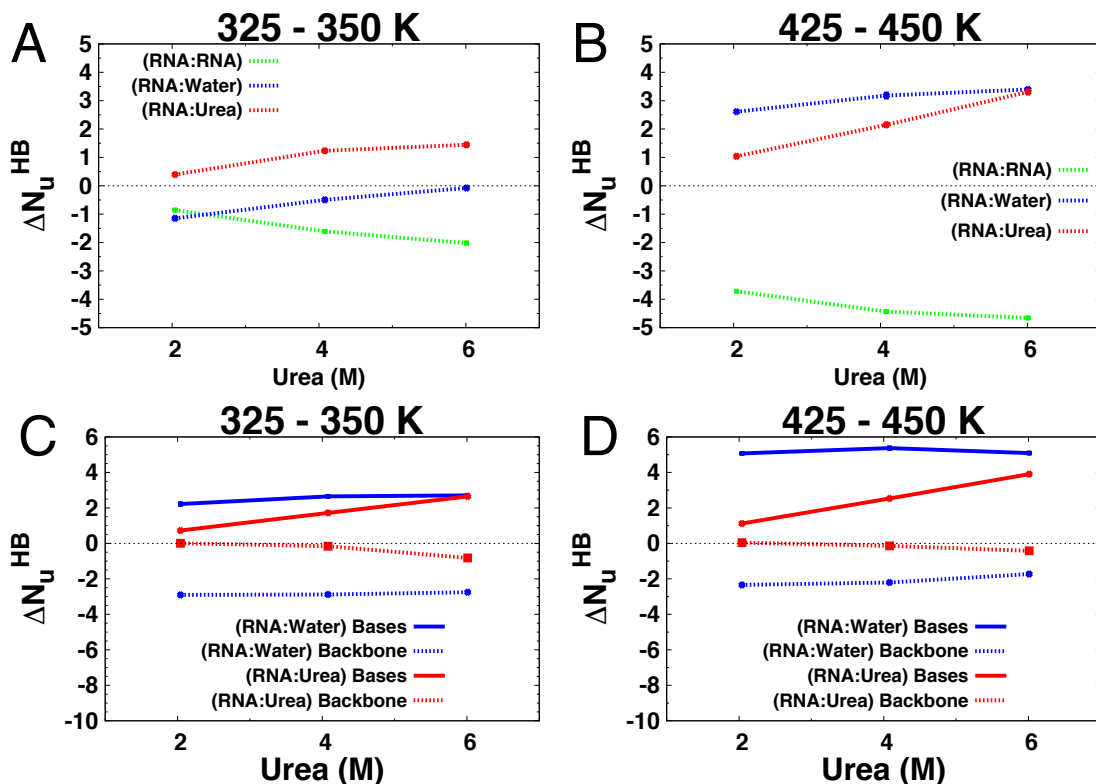 A
325 - 350 K
5
4
3
2
1
0
-1
-2
-3
-4
-5
ΔN_u^HB
(RNA:RNA)
(RNA:Water)
(RNA:Urea)
2 4 6
Urea (M)
B
425 - 450 K
5
4
3
2
1
0
-1
-2
-3
-4
-5
ΔN_u^HB
(RNA:RNA)
(RNA:Water)
(RNA:Urea)
2 4 6
Urea (M)
C
325 - 350 K
6
4
2
0
-2
-4
-6
-8
-10
ΔN_u^HB
(RNA:Water) Bases
(RNA:Water) Backbone
(RNA:Urea) Bases
(RNA:Urea) Backbone
2 4 6
Urea (M)
D
425 - 450 K
6
4
2
0
-2
-4
-6
-8
-10
ΔN_u^HB
(RNA:Water) Bases
(RNA:Water) Backbone
(RNA:Urea) Bases
(RNA:Urea) Backbone
2 4 6
Urea (M)